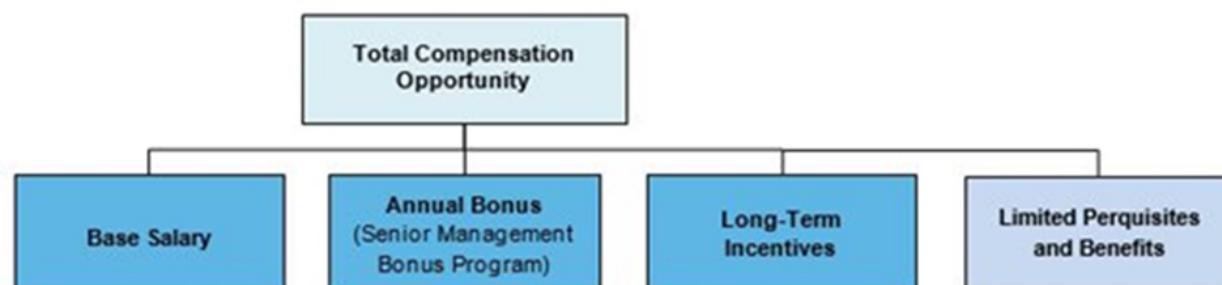 Total Compensation
Opportunity
Base Salary
Annual Bonus
(Senior Management
Bonus Program)
Long-Term
Incentives
Limited Perquisites
and Benefits